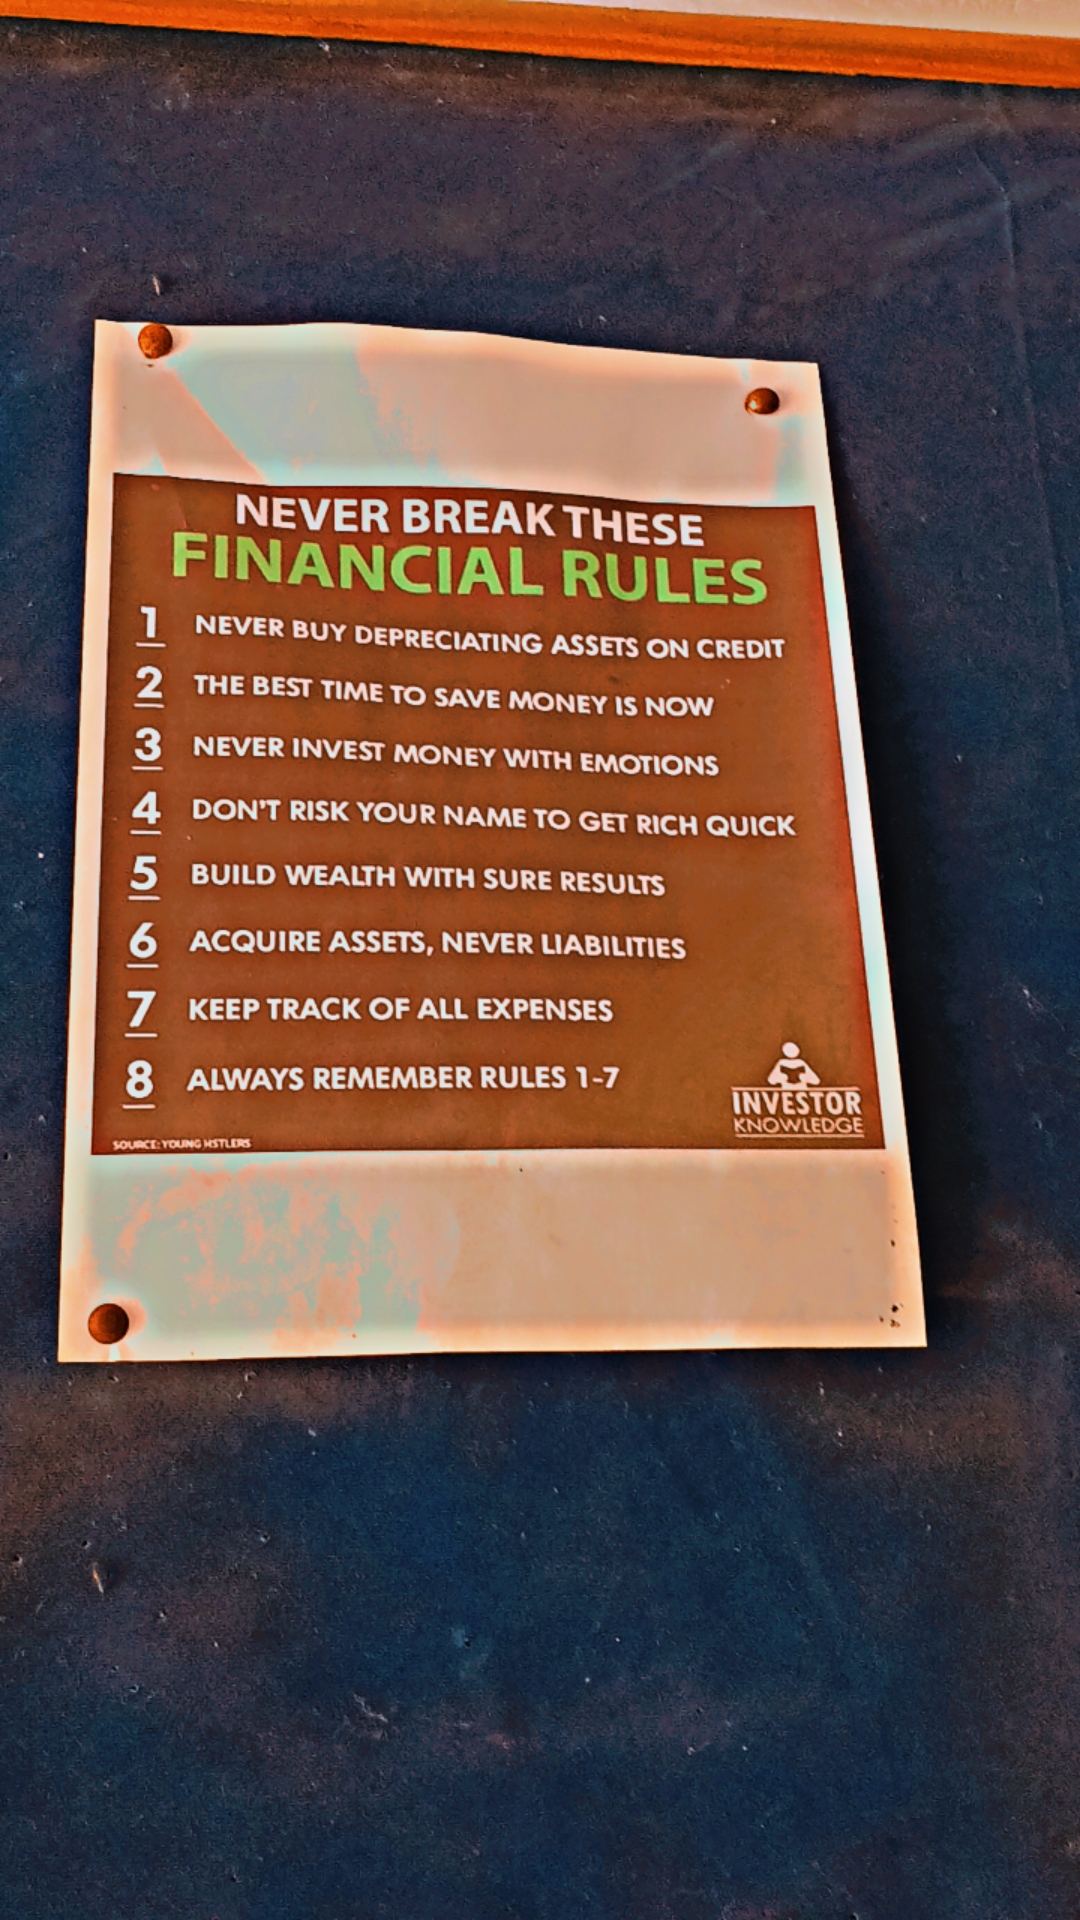 NEVER BREAK THESE
FINANCIAL RULES
1 NEVER BUY DEPRECIATING ASSETS ON CREDIT
2 THE BEST TIME TO SAVE MONEY IS NOW
3 NEVER INVEST MONEY WITH EMOTIONS
4 DON'T RISK YOUR NAME TO GET RICH QUICK
5 BUILD WEALTH WITH SURE RESULTS
6 ACQUIRE ASSETS, NEVER LIABILITIES
7 KEEP TRACK OF ALL EXPENSES
8 ALWAYS REMEMBER RULES 1-7
INVESTOR
KNOWLEDGE
SOURCE: YOUNG HSTLERS